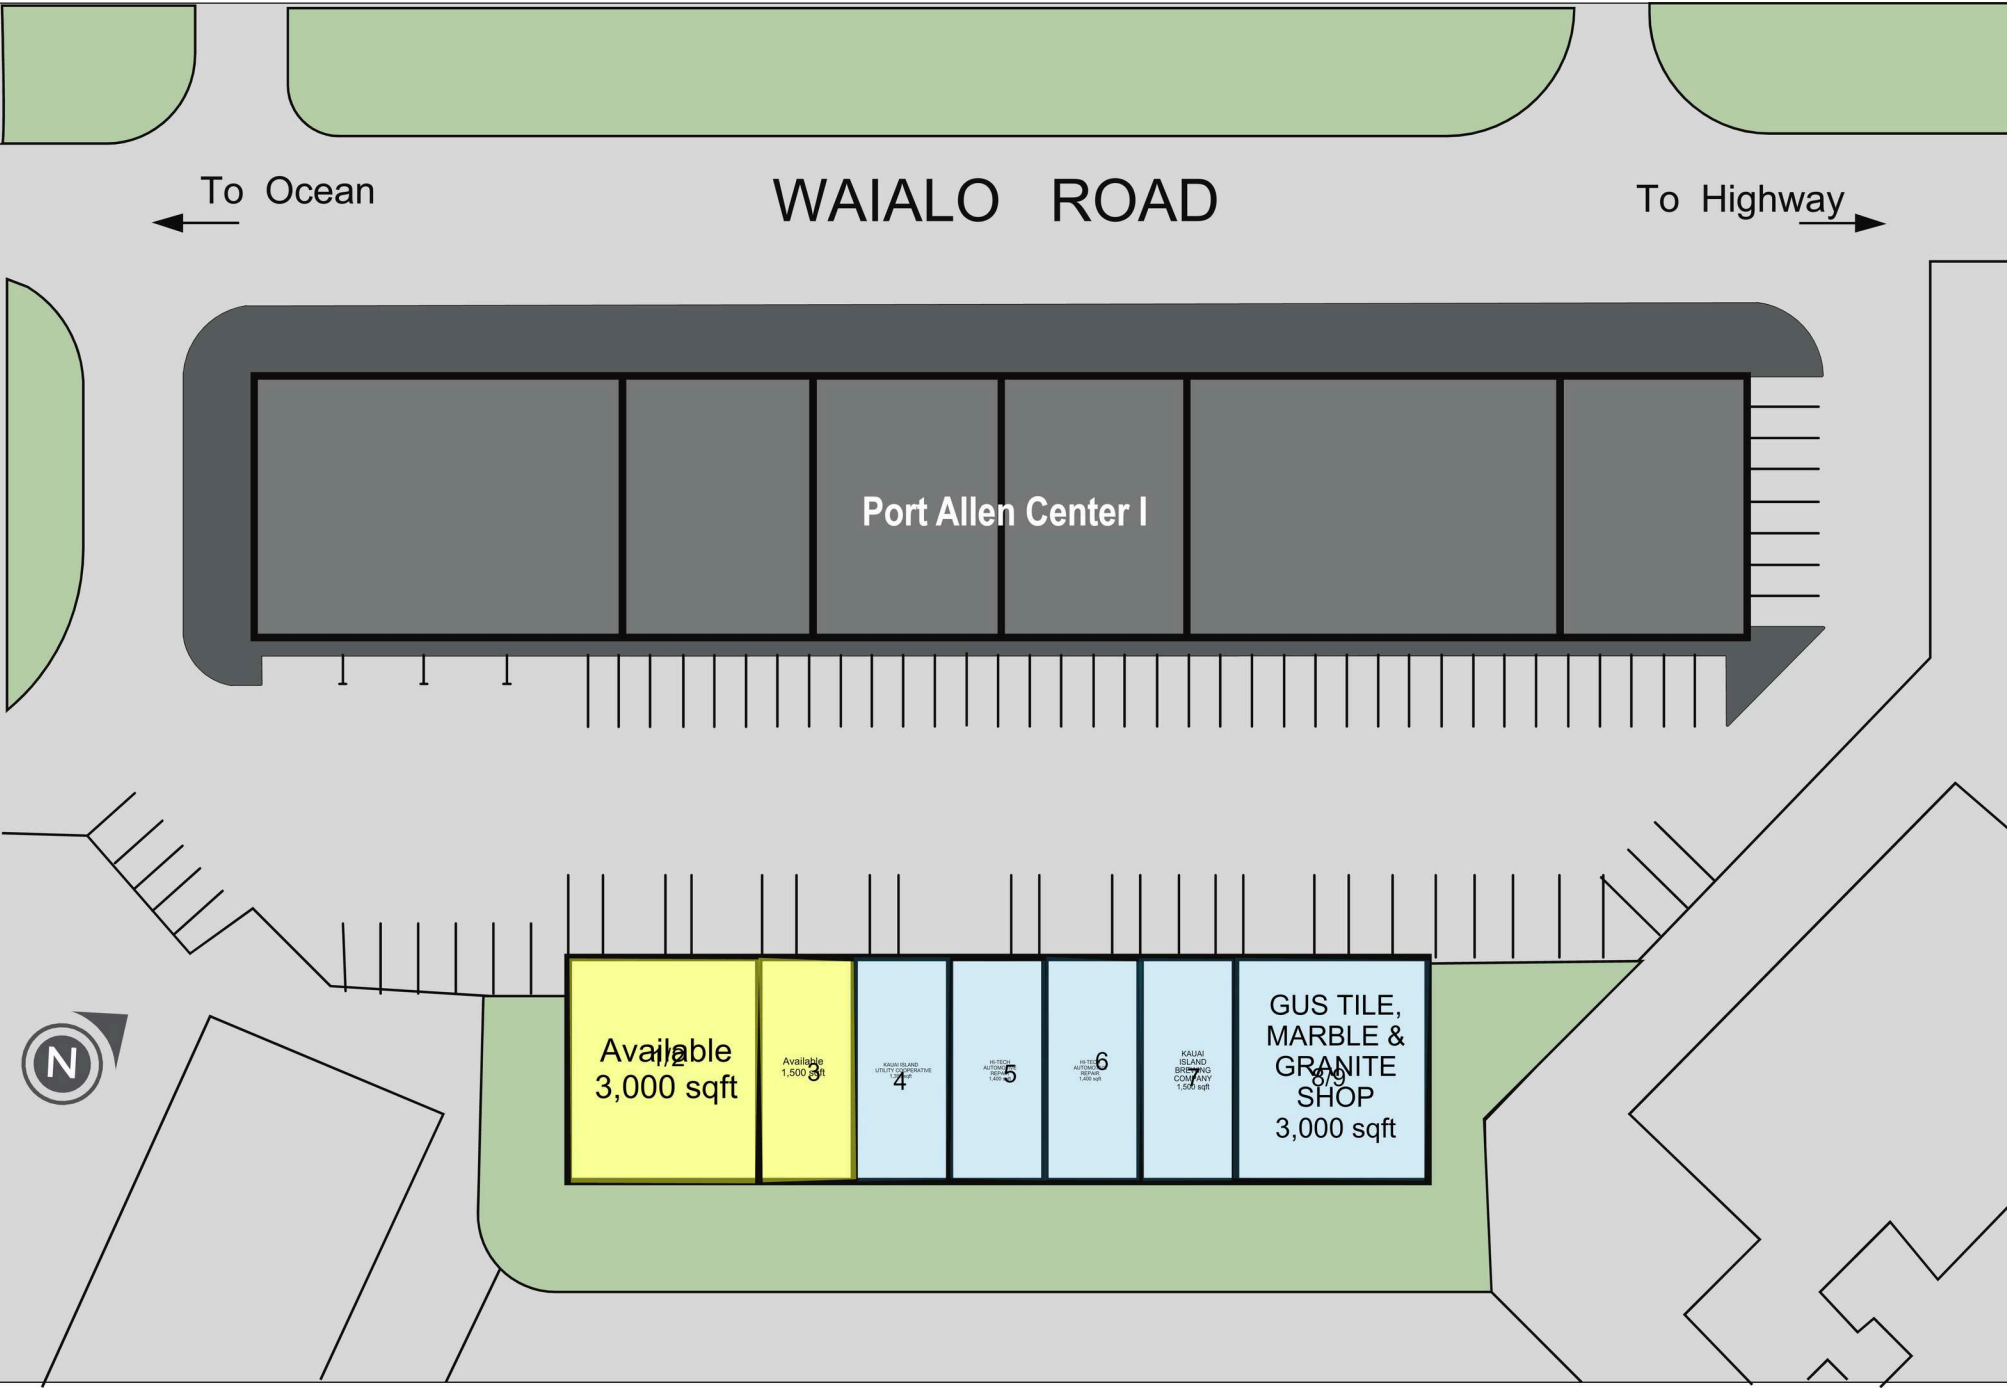 To Ocean
WAIALO ROAD
To Highway
Port Allen Center I
N
Available
1/2
3,000 sqft
Available
1,500 sqft
3
KAUAI ISLAND
UTILITY COOPERATIVE
4
HI-TECH
AUTOMOTIVE
REPAIR
1,400 sqft
5
HI-TECH
AUTOMOTIVE
REPAIR
1,400 sqft
6
KAUAI
ISLAND
BREWING
COMPANY
1,500 sqft
7
GUS TILE,
MARBLE &
GRANITE
8/9
SHOP
3,000 sqft